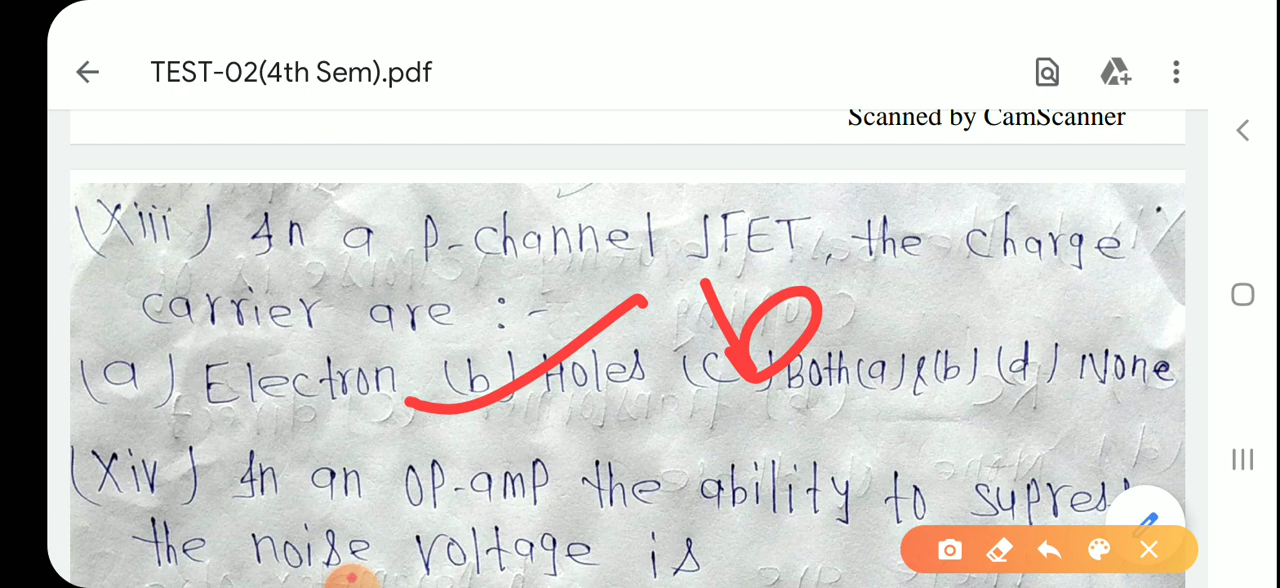 TEST-02(4th Sem).pdf
Scanned by CamScanner
(xiii) In a P-channel JFET, the charge
carrier are :-
(a) Electron (b) Holes (c) Both(a)&(b) (d) None
b
(xiv) In an OP-amp the ability to supress
the noise voltage is